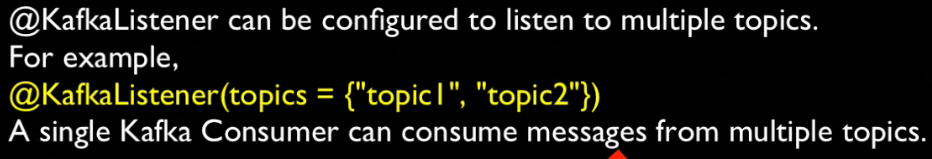 @KafkaListener can be configured to listen to multiple topics.
For example,
@KafkaListener(topics = {"topic1", "topic2"})
A single Kafka Consumer can consume messages from multiple topics.